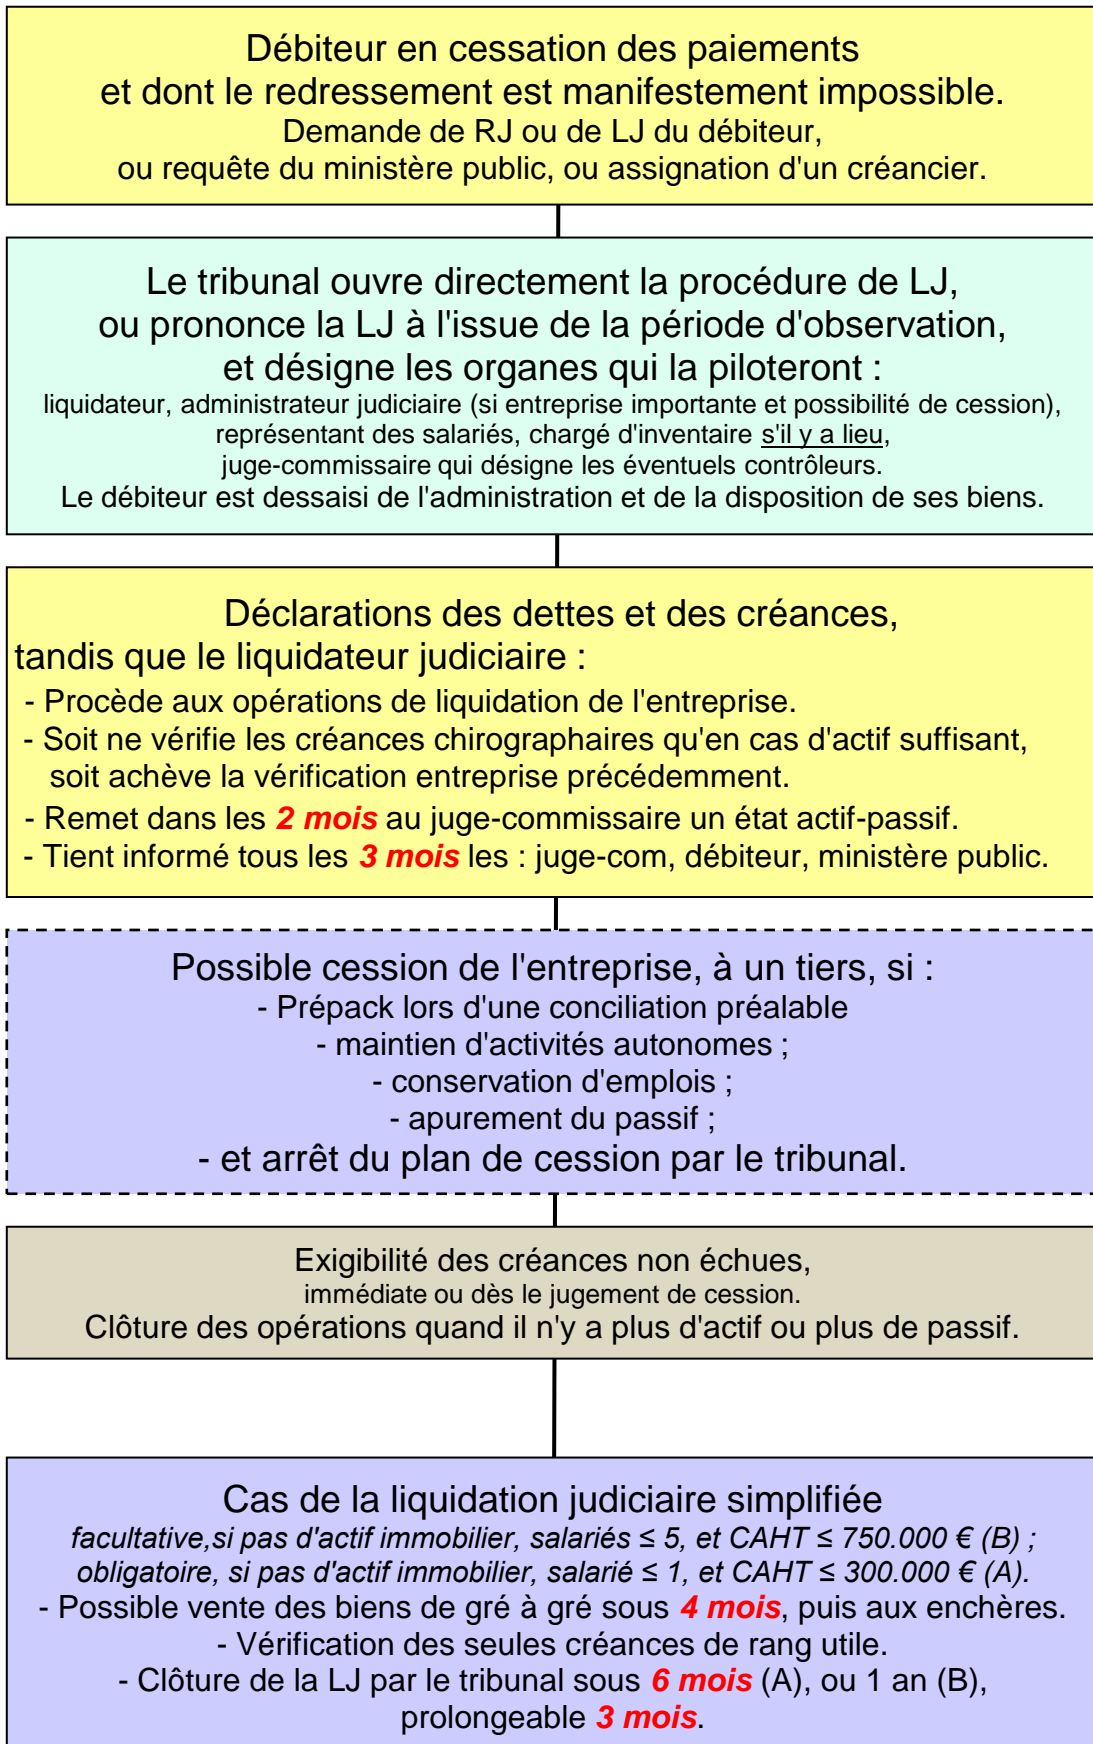 Débiteur en cessation des paiements
et dont le redressement est manifestement impossible.
Demande de RJ ou de LJ du débiteur,
ou requête du ministère public, ou assignation d'un créancier.
Le tribunal ouvre directement la procédure de LJ,
ou prononce la LJ à l'issue de la période d'observation,
et désigne les organes qui la piloteront :
liquidateur, administrateur judiciaire (si entreprise importante et possibilité de cession),
représentant des salariés, chargé d'inventaire s'il y a lieu,
juge-commissaire qui désigne les éventuels contrôleurs.
Le débiteur est dessaisi de l'administration et de la disposition de ses biens.
Déclarations des dettes et des créances,
tandis que le liquidateur judiciaire :
- Procède aux opérations de liquidation de l'entreprise.
- Soit ne vérifie les créances chirographaires qu'en cas d'actif suffisant,
soit achève la vérification entreprise précédemment.
- Remet dans les 2 mois au juge-commissaire un état actif-passif.
- Tient informé tous les 3 mois les : juge-com, débiteur, ministère public.
Possible cession de l'entreprise, à un tiers, si :
- Prépack lors d'une conciliation préalable
- maintien d'activités autonomes ;
- conservation d'emplois ;
- apurement du passif ;
- et arrêt du plan de cession par le tribunal.
Exigibilité des créances non échues,
immédiate ou dès le jugement de cession.
Clôture des opérations quand il n'y a plus d'actif ou plus de passif.
Cas de la liquidation judiciaire simplifiée
facultative,si pas d'actif immobilier, salariés ≤ 5, et CAHT ≤ 750.000 € (B) ;
obligatoire, si pas d'actif immobilier, salarié ≤ 1, et CAHT ≤ 300.000 € (A).
- Possible vente des biens de gré à gré sous 4 mois, puis aux enchères.
- Vérification des seules créances de rang utile.
- Clôture de la LJ par le tribunal sous 6 mois (A), ou 1 an (B),
prolongeable 3 mois.